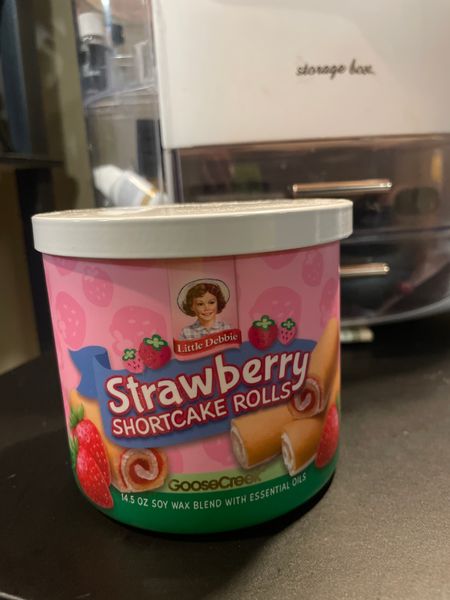 storage box.
Little Debbie
Strawberry
SHORTCAKE ROLLS
GooseCreek
14.5 OZ SOY WAX BLEND WITH ESSENTIAL OILS